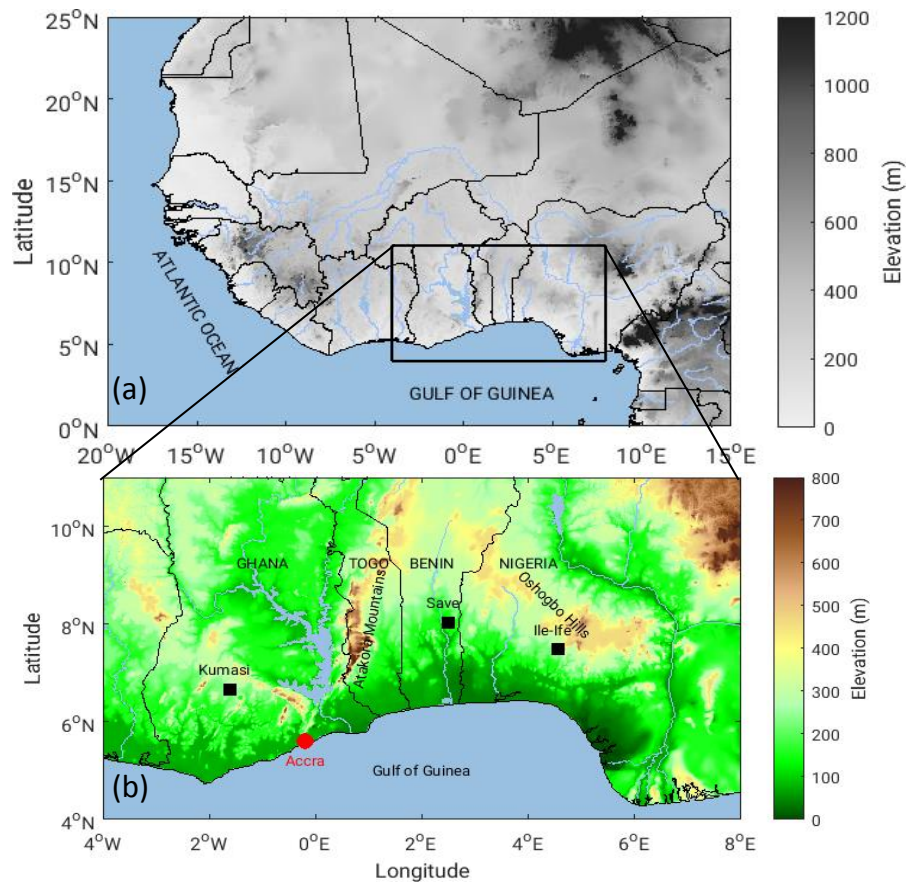 25°N
20°N
15°N
10°N
5°N
0°N
Latitude
ATLANTIC OCEAN
GULF OF GUINEA
(a)
20°W 15°W 10°W 5°W 0°E 5°E 10°E 15°E
1200
1000
800
600
400
200
0
Elevation (m)
10°N
8°N
6°N
4°N
Latitude
GHANA TOGO BENIN NIGERIA
Atakora Mountains
Oshogbo Hills
Save
Ile-Ife
Kumasi
Accra
Gulf of Guinea
(b)
4°W 2°W 0°E 2°E 4°E 6°E 8°E
Longitude
800
700
600
500
400
300
200
100
0
Elevation (m)